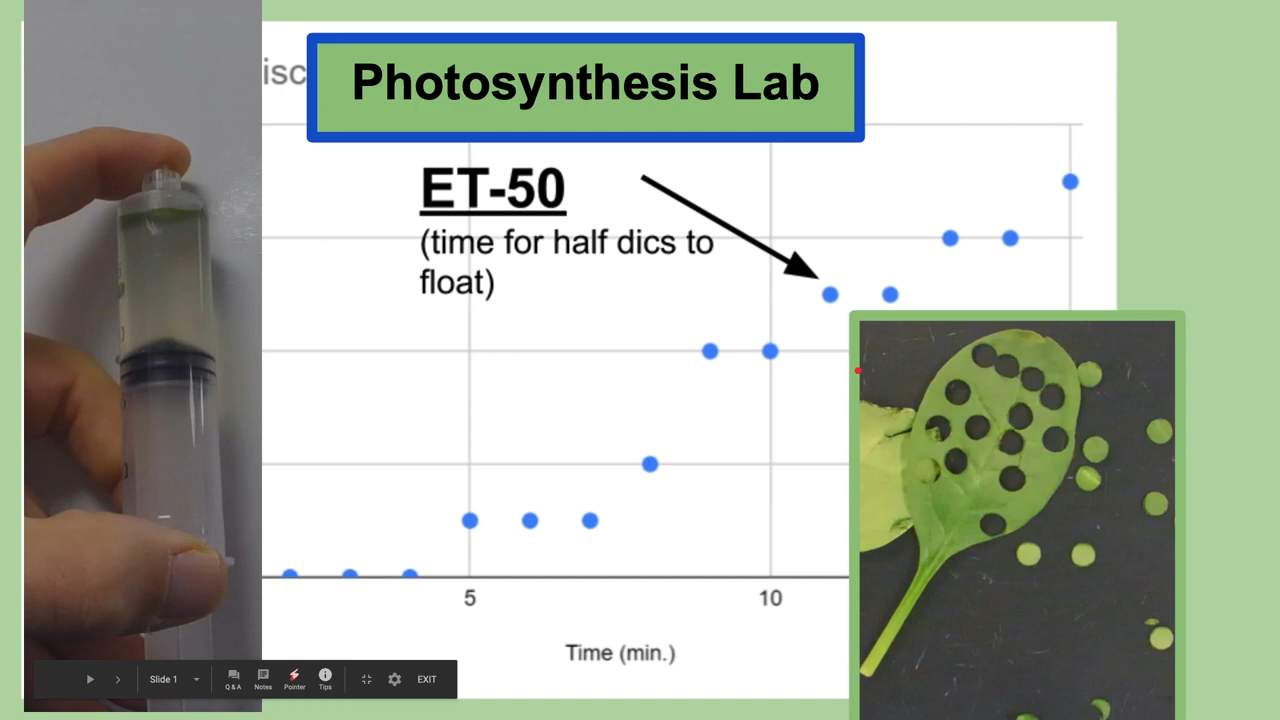 isc
Photosynthesis Lab
ET-50
(time for half dics to
float)
5
10
Time (min.)
Slide 1
Q & A
Notes
Pointer
Tips
EXIT